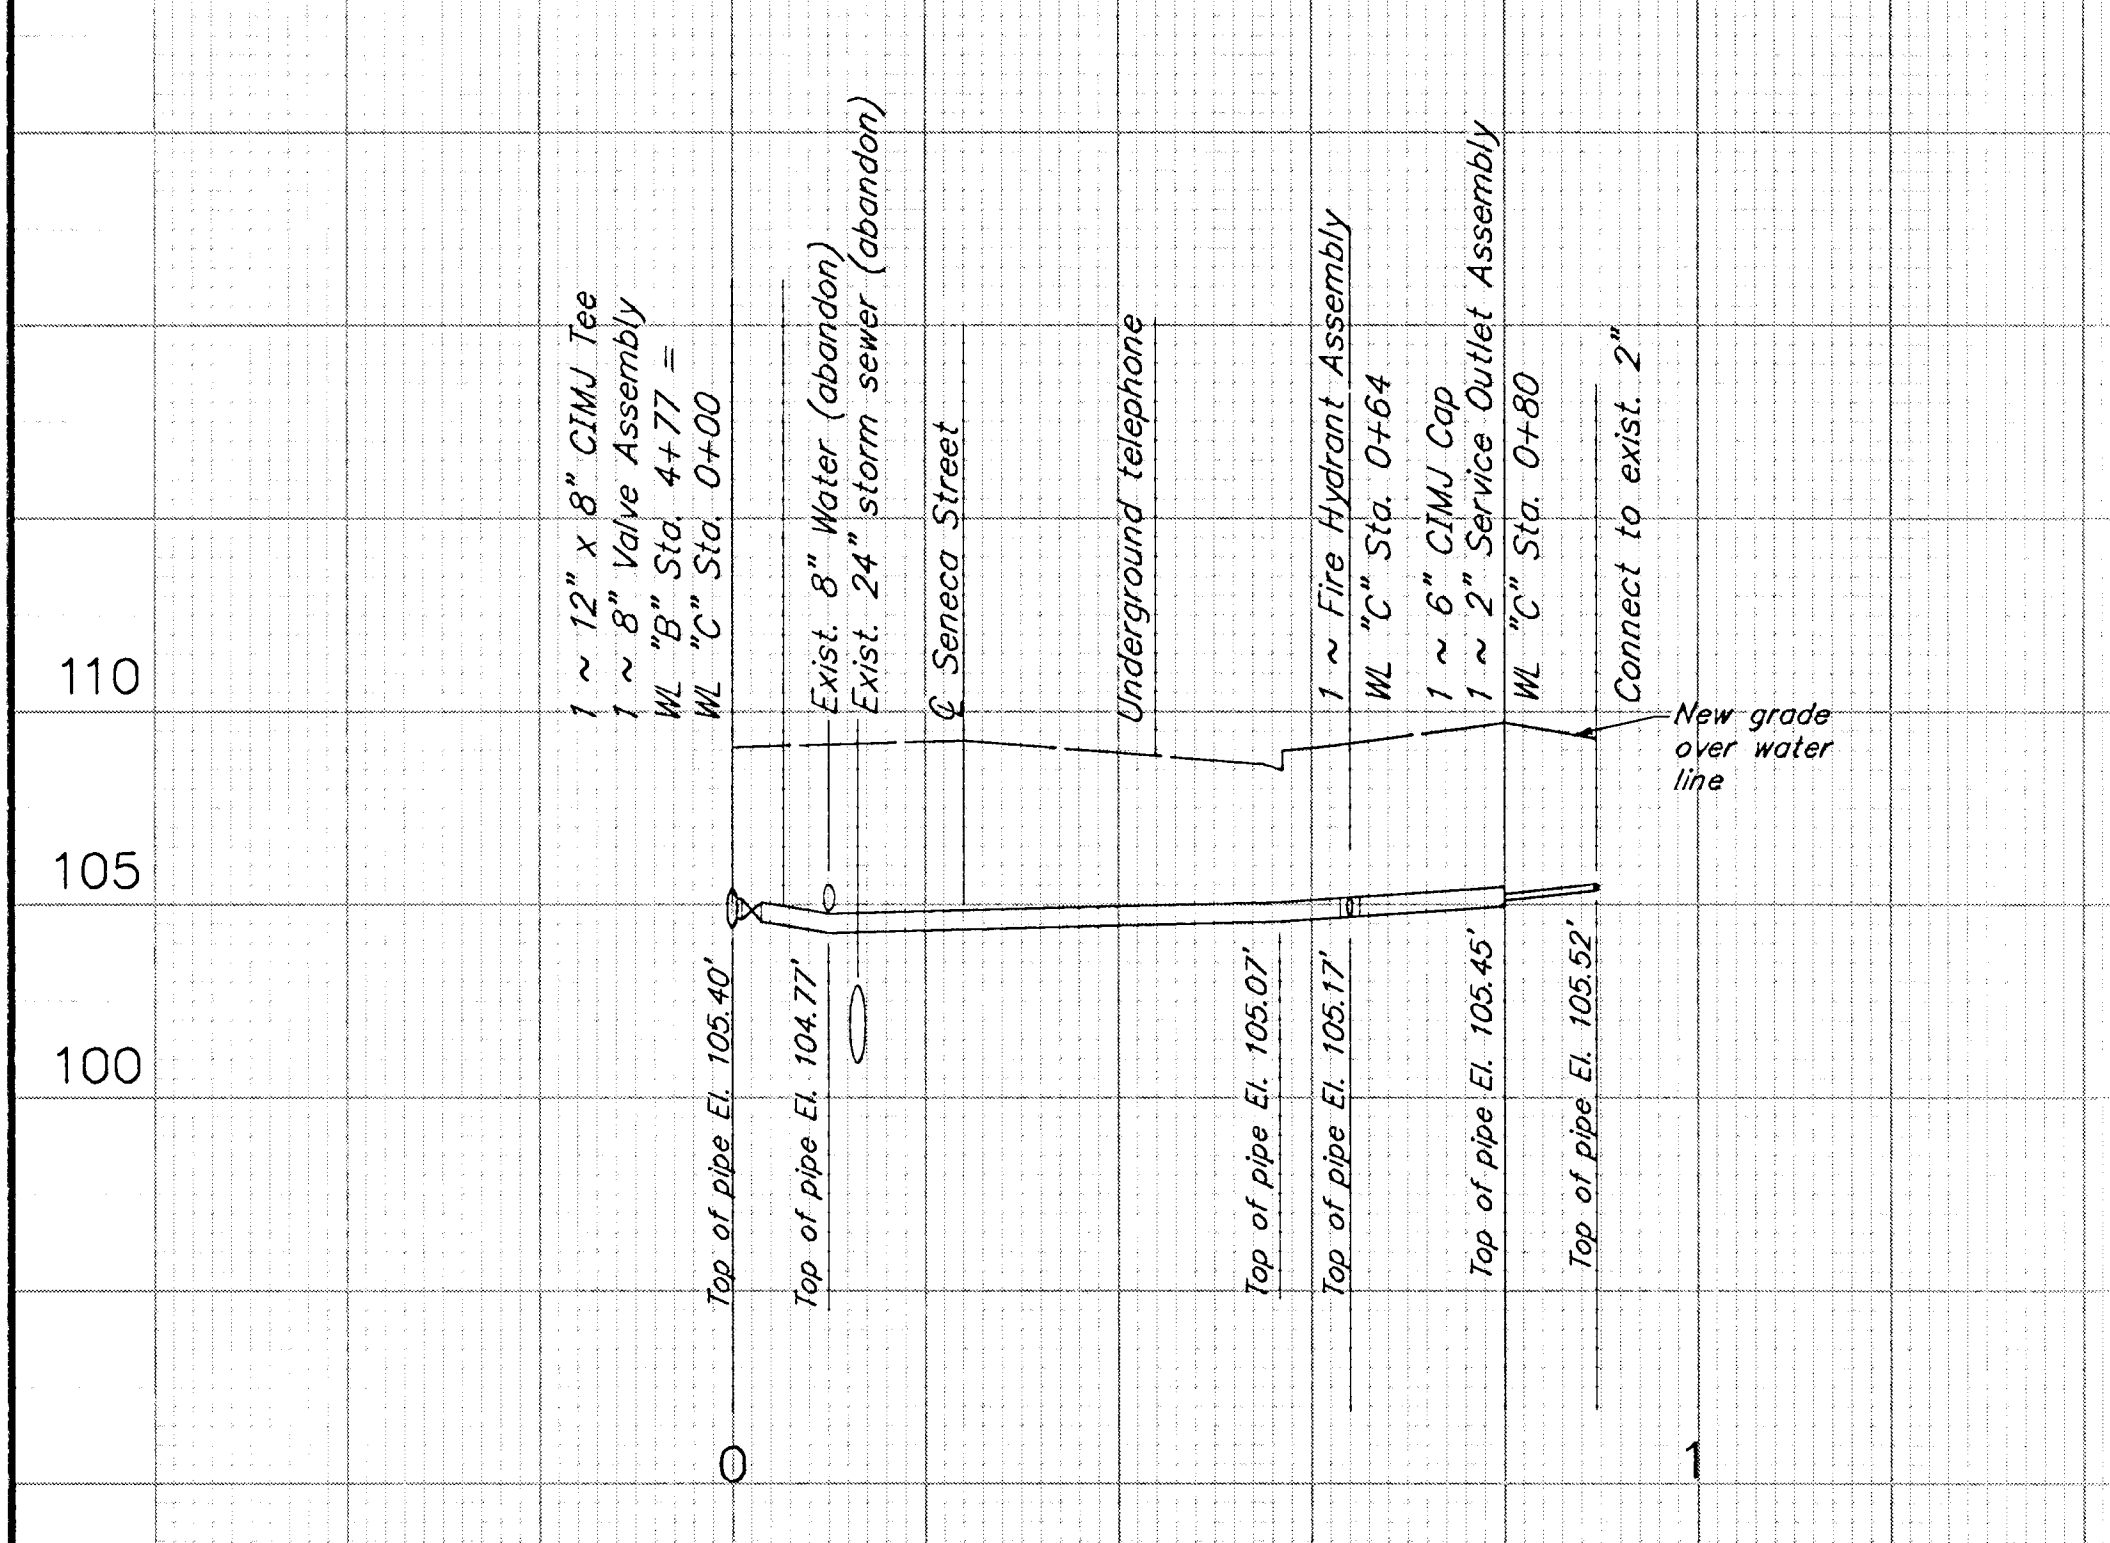 1 ~ 12" x 8" CIMJ Tee
1 ~ 8" Valve Assembly
WL "B" Sta. 4+77 =
WL "C" Sta. 0+00
Exist. 8" Water (abandon)
Exist. 24" storm sewer (abandon)
℄ Seneca Street
Underground telephone
1 ~ Fire Hydrant Assembly
WL "C" Sta. 0+64
1 ~ 6" CIMJ Cap
1 ~ 2" Service Outlet Assembly
WL "C" Sta. 0+80
Connect to exist. 2"
New grade
over water
line
110
105
100
Top of pipe El. 105.40'
Top of pipe El. 104.77'
Top of pipe El. 105.07'
Top of pipe El. 105.17'
Top of pipe El. 105.45'
Top of pipe El. 105.52'
0
1